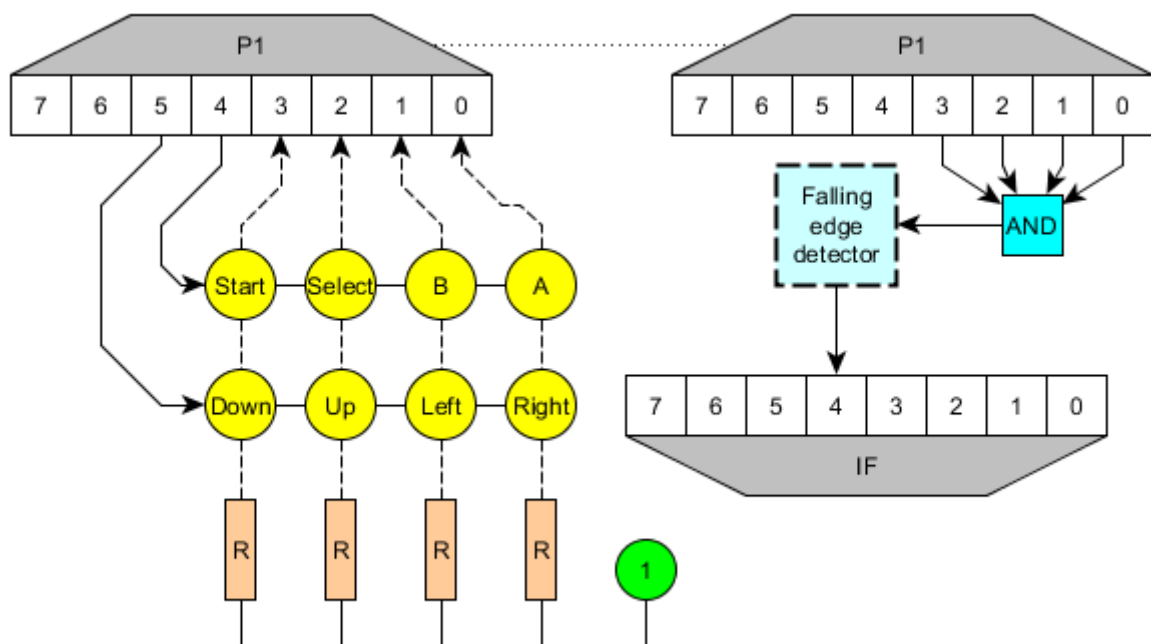 P1
7 6 5 4 3 2 1 0
P1
7 6 5 4 3 2 1 0
Falling
edge
detector
AND
Start Select B A
Down Up Left Right
7 6 5 4 3 2 1 0
IF
R R R R
1